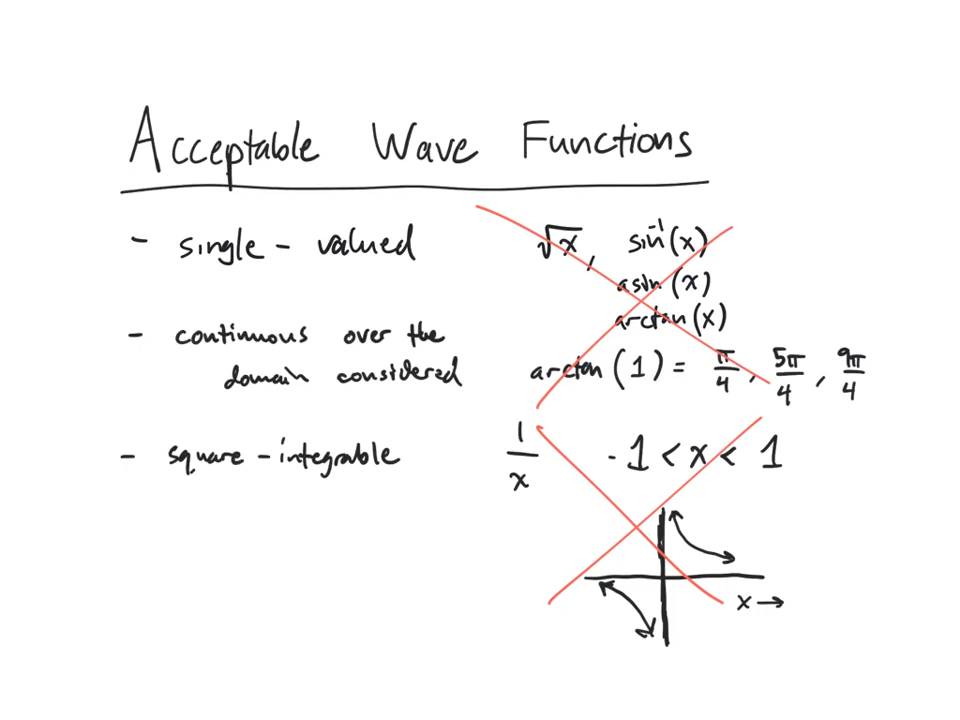 Acceptable Wave Functions
- single-valued
√x, sin⁻¹(x)
asin(x)
arctan(x)
- continuous over the
domain considered
arctan(1) = π/4, 5π/4, 9π/4
- square-integrable
1/x -1 < x < 1
x →